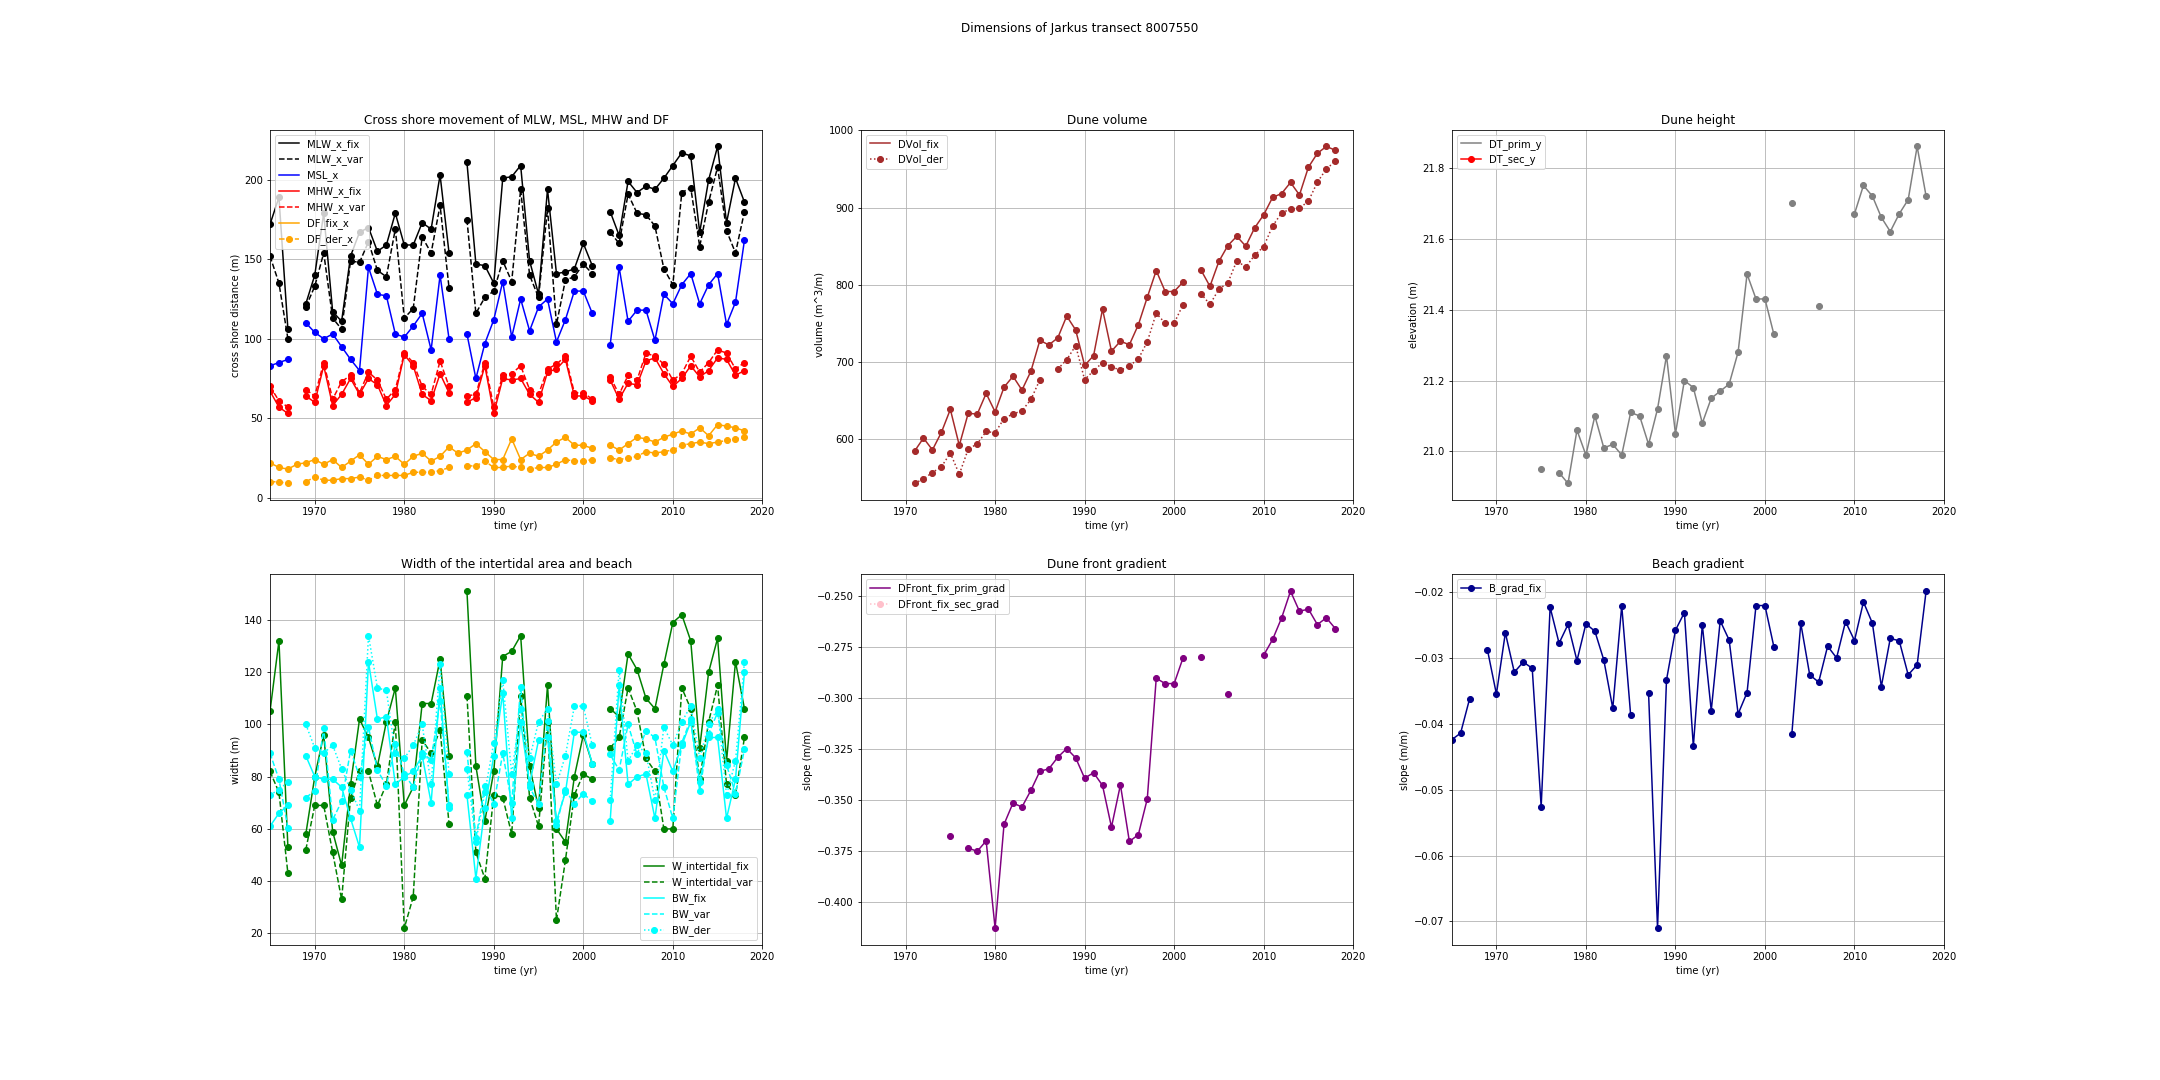 Dimensions of Jarkus transect 8007550
Cross shore movement of MLW, MSL, MHW and DF
MLW_x_fix
MLW_x_var
MSL_x
MHW_x_fix
MHW_x_var
DF_fix_x
DF_der_x
cross shore distance (m)
200
150
100
50
0
1970 1980 1990 2000 2010 2020
time (yr)
Dune volume
DVol_fix
DVol_der
volume (m^3/m)
1000
900
800
700
600
1970 1980 1990 2000 2010 2020
time (yr)
Dune height
DT_prim_y
DT_sec_y
elevation (m)
21.8
21.6
21.4
21.2
21.0
1970 1980 1990 2000 2010 2020
time (yr)
Width of the intertidal area and beach
width (m)
140
120
100
80
60
40
20
W_intertidal_fix
W_intertidal_var
BW_fix
BW_var
BW_der
1970 1980 1990 2000 2010 2020
time (yr)
Dune front gradient
DFront_fix_prim_grad
DFront_fix_sec_grad
slope (m/m)
−0.250
−0.275
−0.300
−0.325
−0.350
−0.375
−0.400
1970 1980 1990 2000 2010 2020
time (yr)
Beach gradient
B_grad_fix
slope (m/m)
−0.02
−0.03
−0.04
−0.05
−0.06
−0.07
1970 1980 1990 2000 2010 2020
time (yr)